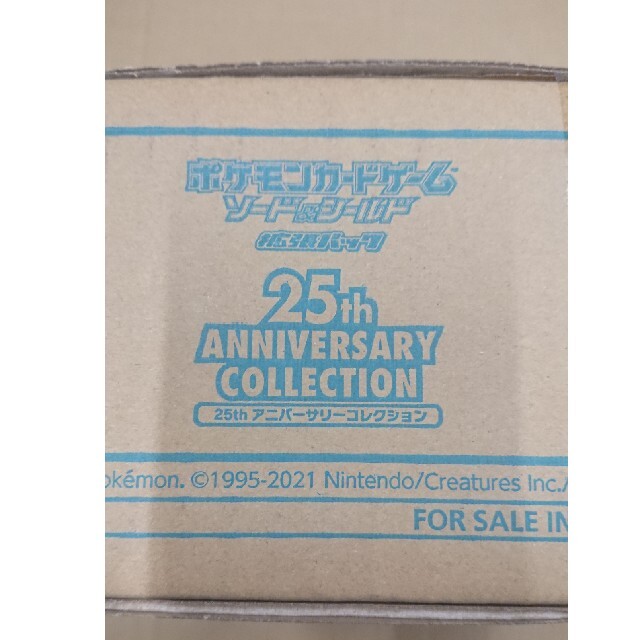 ポケモンカードゲーム
ソード&シールド
拡張パック
25th
ANNIVERSARY
COLLECTION
25th アニバーサリーコレクション
okémon. ©1995-2021 Nintendo/Creatures Inc./
FOR SALE IN